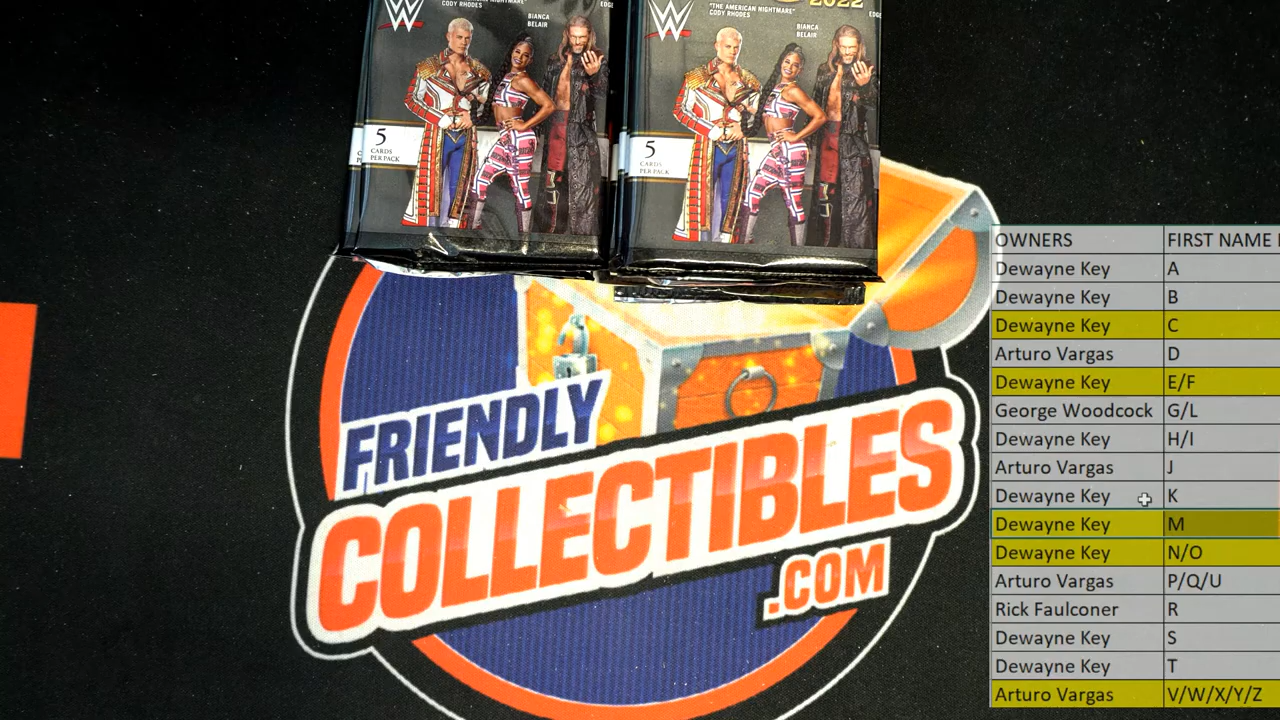 "THE AMERICAN NIGHTMARE"
CODY RHODES
BIANCA
BELAIR
EDGE
W
5
CARDS
PER PACK
2022
"THE AMERICAN NIGHTMARE"
CODY RHODES
BIANCA
BELAIR
EDGE
W
5
CARDS
PER PACK
FRIENDLY
COLLECTIBLES
.COM
OWNERS FIRST NAME
Dewayne Key A
Dewayne Key B
Dewayne Key C
Arturo Vargas D
Dewayne Key E/F
George Woodcock G/L
Dewayne Key H/I
Arturo Vargas J
Dewayne Key K
Dewayne Key M
Dewayne Key N/O
Arturo Vargas P/Q/U
Rick Faulconer R
Dewayne Key S
Dewayne Key T
Arturo Vargas V/W/X/Y/Z